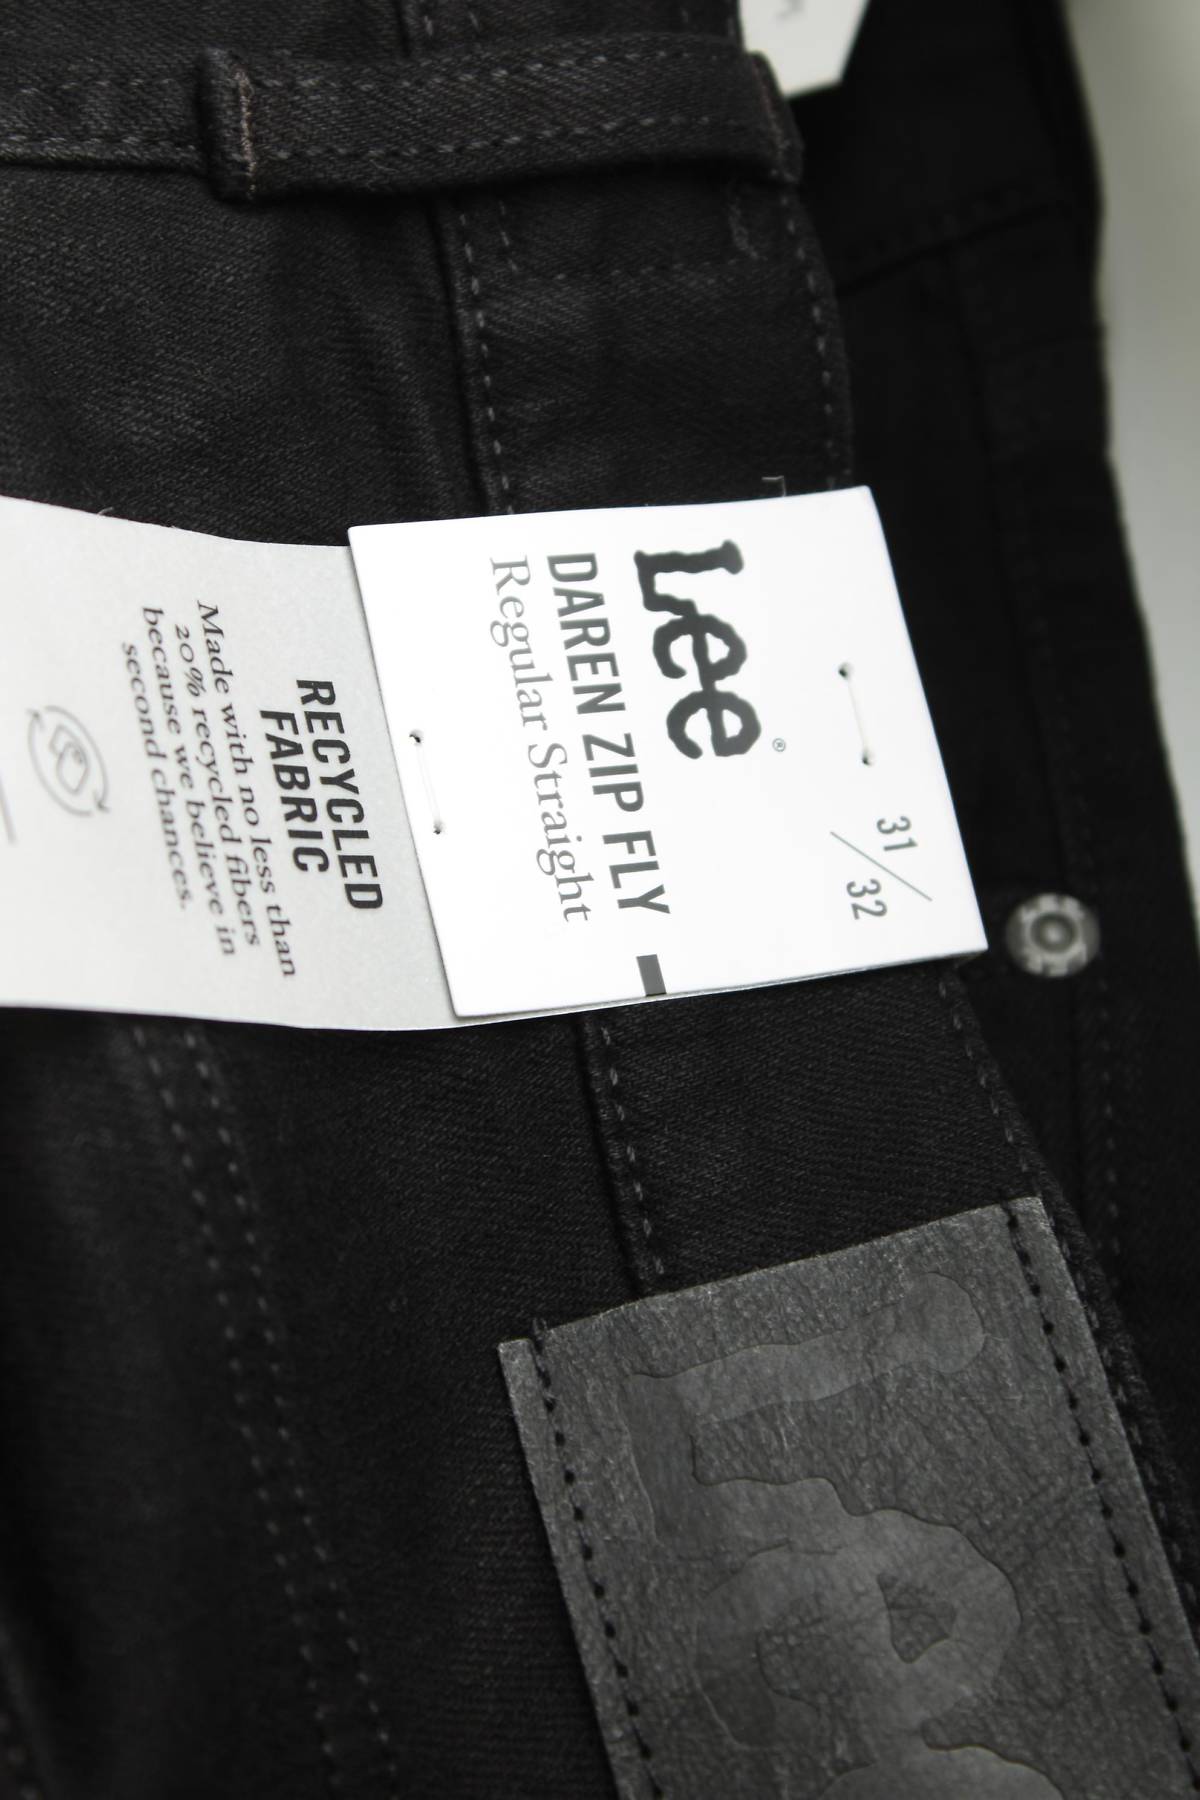 Lee®
DAREN ZIP FLY
Regular Straight
31
32
RECYCLED
FABRIC
Made with no less than
20% recycled fibers
because we believe in
second chances.
Lee